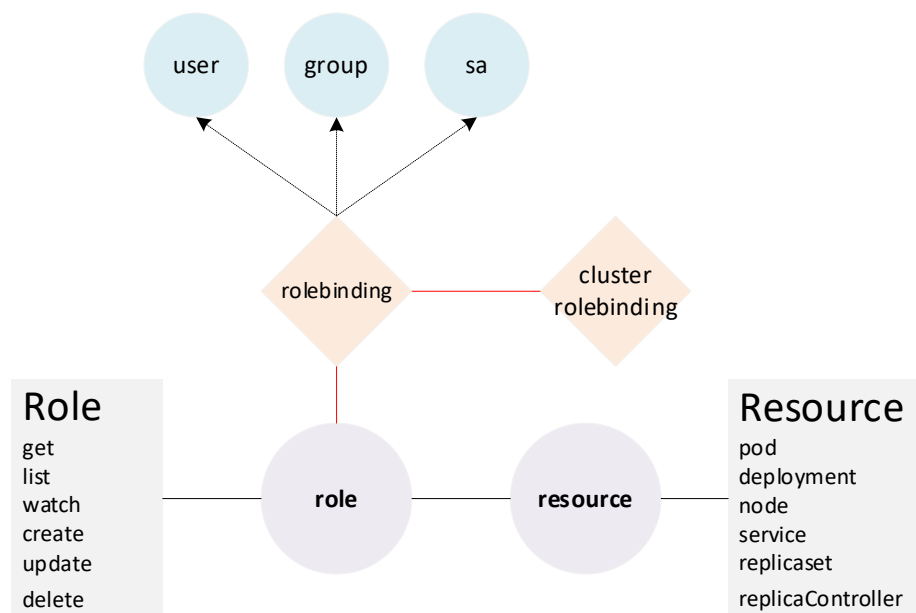 user
group
sa
rolebinding
cluster
rolebinding
Role
get
list
watch
create
update
delete
role
resource
Resource
pod
deployment
node
service
replicaset
replicaController